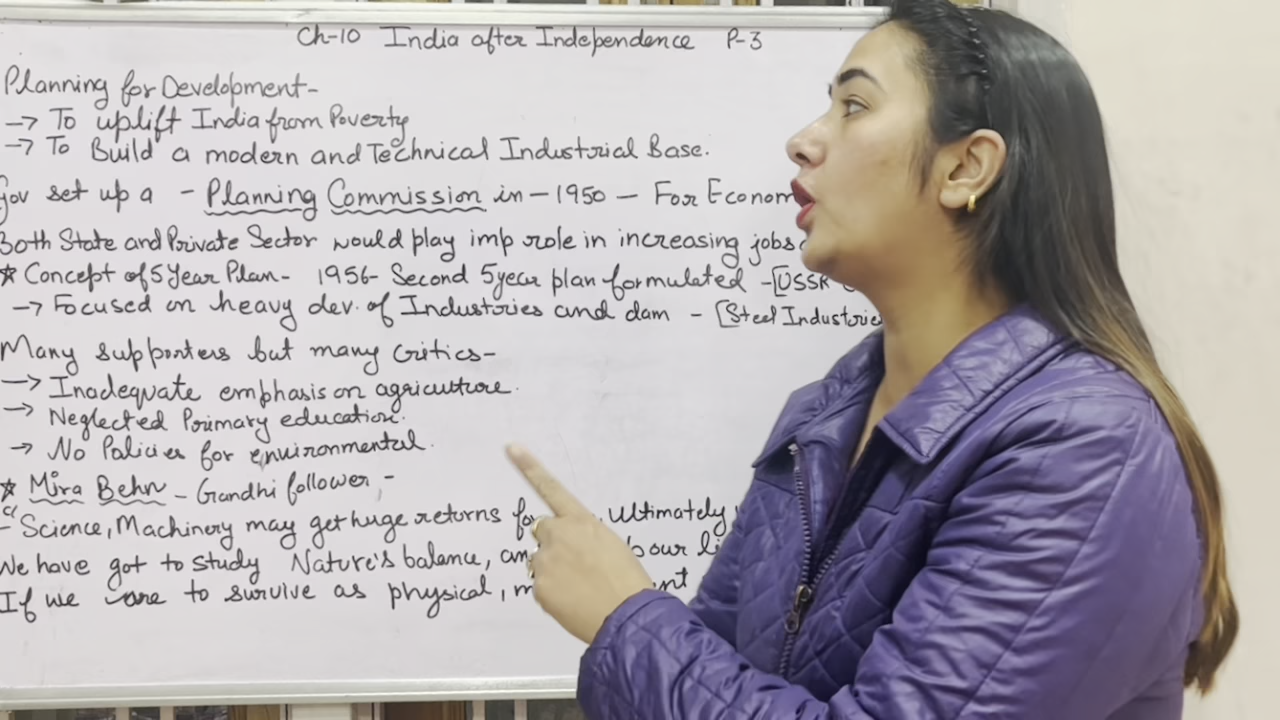 Ch-10 India after Independence P-3
Planning for Development-
→ To uplift India from Poverty
→ To Build a modern and Technical Industrial Base.
Gov set up a - Planning Commission in - 1950 - For Econom
Both State and Private Sector would play imp role in increasing jobs
* Concept of 5 Year Plan - 1956 - Second 5 year plan formulated - [USSR
→ Focused on heavy dev. of Industries and dam - [Steel Industries
Many supporters but many Critics-
→ Inadequate emphasis on agriculture.
→ Neglected Primary education.
→ No Policies for environmental.
* Mira Behn - Gandhi follower -
- "Science, Machinery may get huge returns Ultimately
We have got to study Nature's balance, our
If we are to survive as physical,